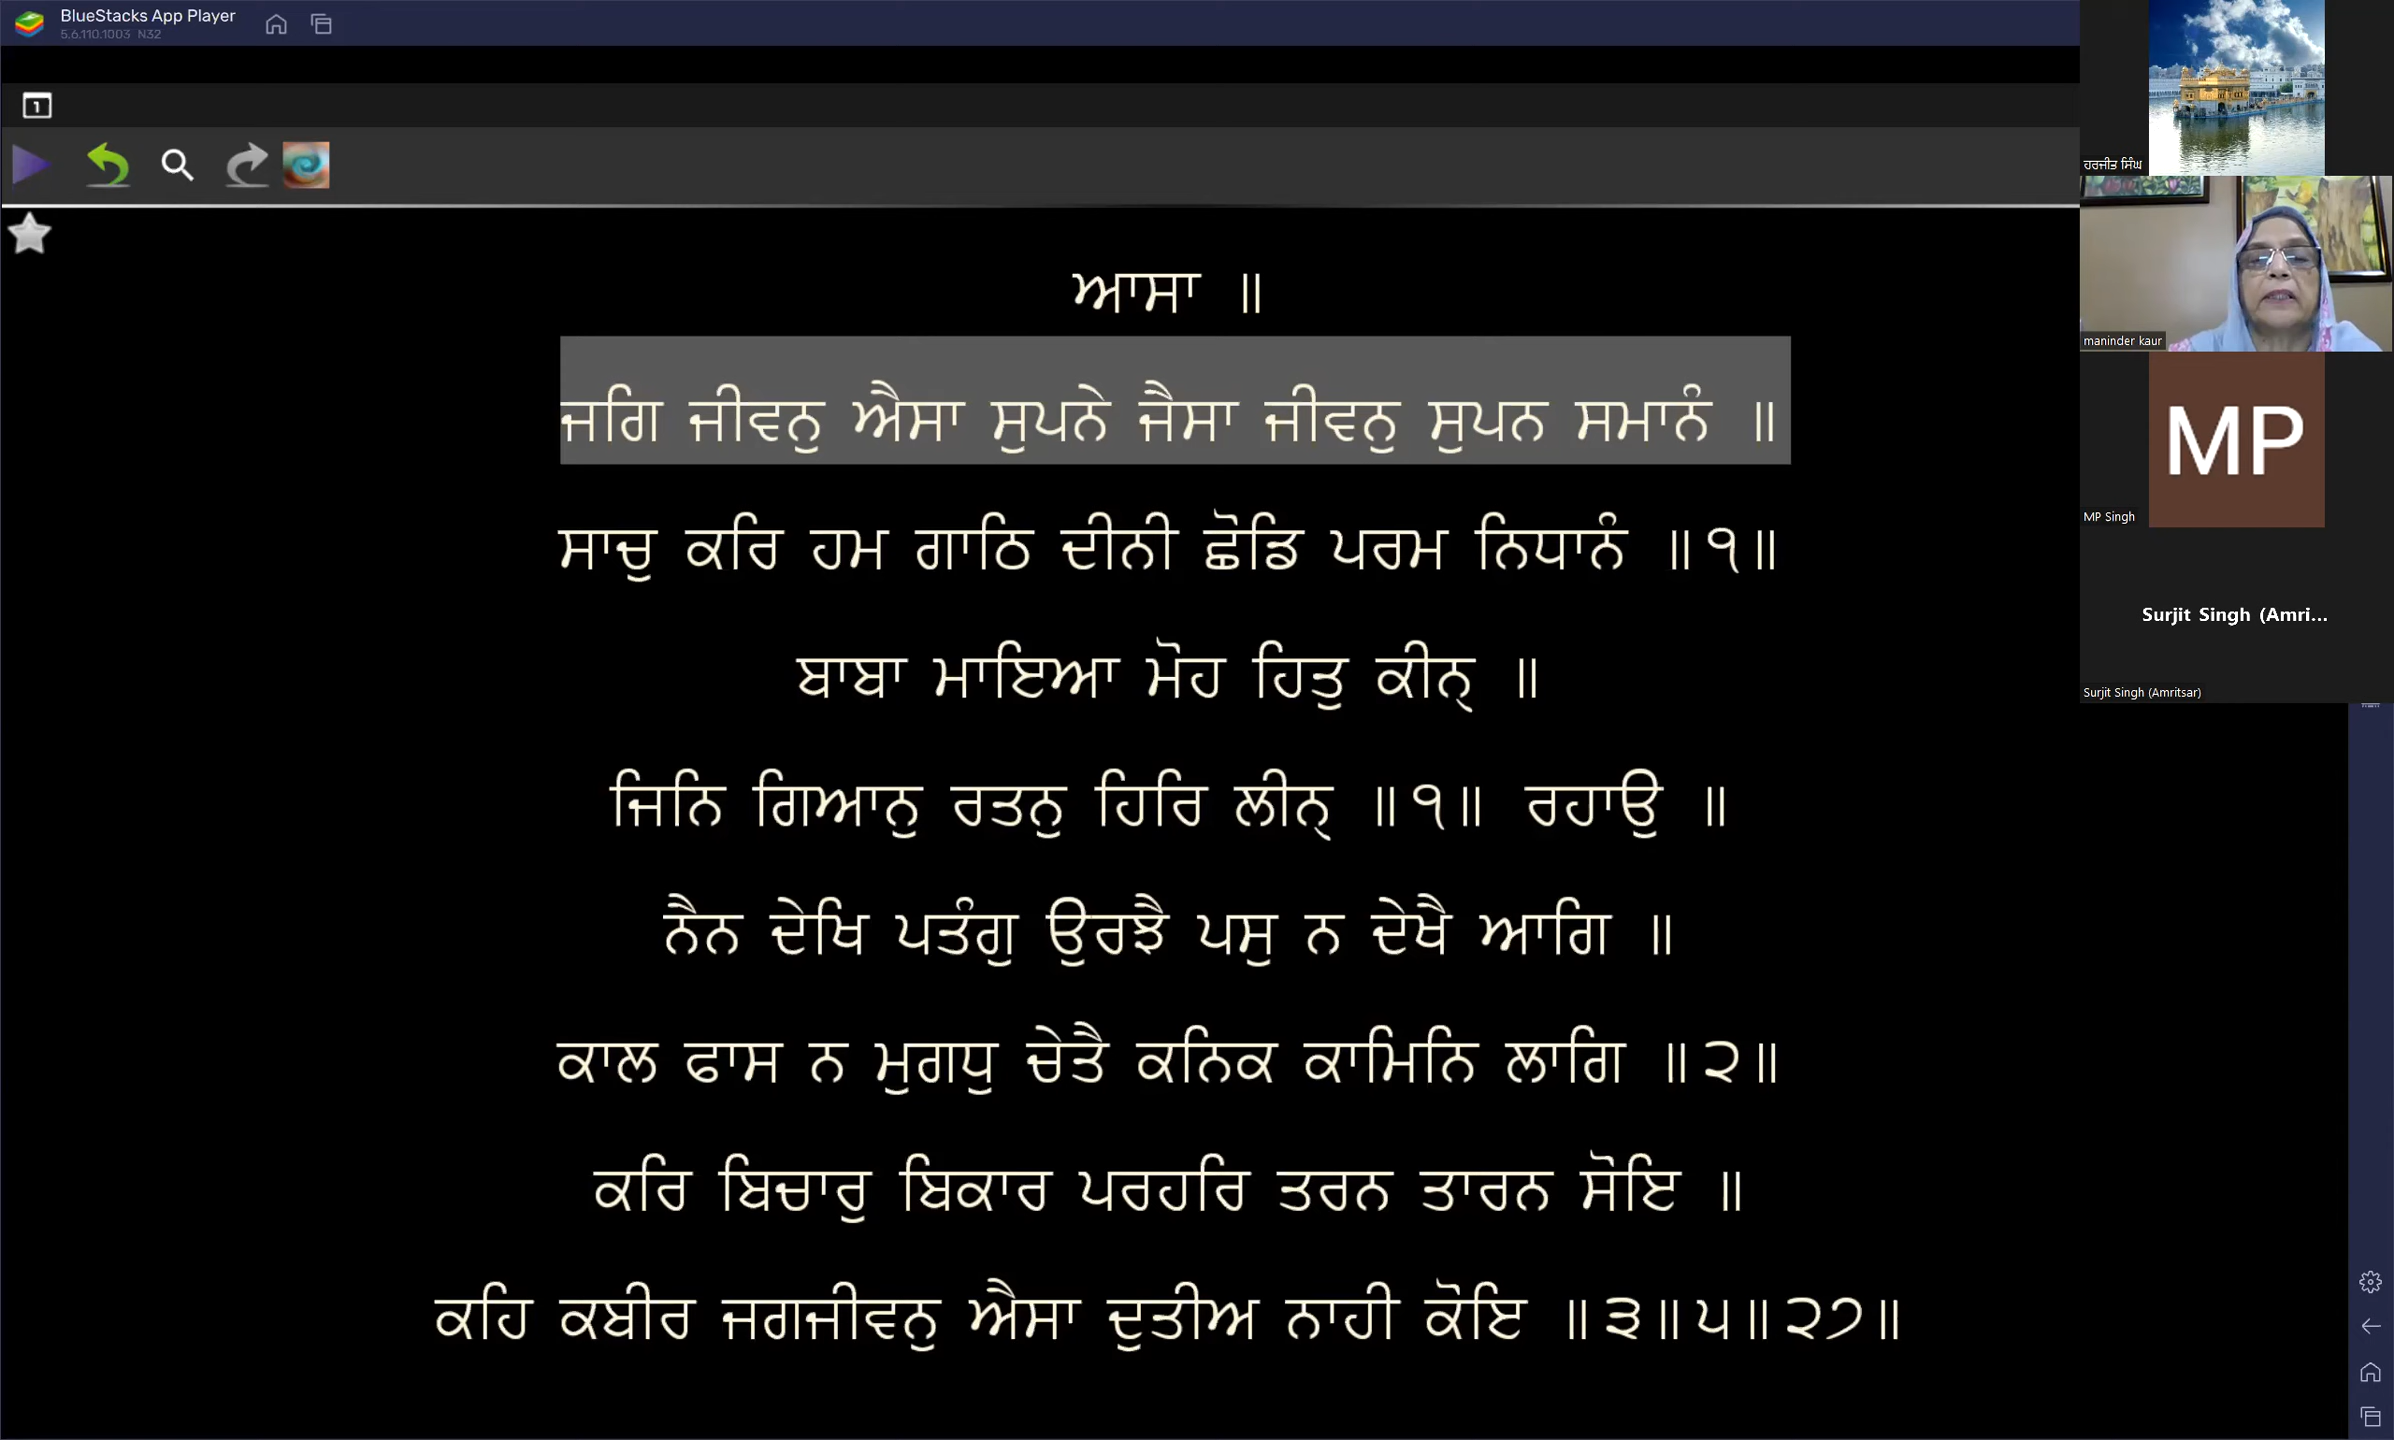 BlueStacks App Player
5.6.110.1003 N32
1
ਆਸਾ ॥
ਜਗਿ ਜੀਵਨੁ ਐਸਾ ਸੁਪਨੇ ਜੈਸਾ ਜੀਵਨੁ ਸੁਪਨ ਸਮਾਨੰ ॥
ਸਾਚੁ ਕਰਿ ਹਮ ਗਾਠਿ ਦੀਨੀ ਛੋਡਿ ਪਰਮ ਨਿਧਾਨੰ ॥੧॥
ਬਾਬਾ ਮਾਇਆ ਮੋਹ ਹਿਤੁ ਕੀਨੑ ॥
ਜਿਨਿ ਗਿਆਨੁ ਰਤਨੁ ਹਿਰਿ ਲੀਨੑ ॥੧॥ ਰਹਾਉ ॥
ਨੈਨ ਦੇਖਿ ਪਤੰਗੁ ਉਰਝੈ ਪਸੁ ਨ ਦੇਖੈ ਆਗਿ ॥
ਕਾਲ ਫਾਸ ਨ ਮੁਗਧੁ ਚੇਤੈ ਕਨਿਕ ਕਾਮਿਨਿ ਲਾਗਿ ॥੨॥
ਕਰਿ ਬਿਚਾਰੁ ਬਿਕਾਰ ਪਰਹਰਿ ਤਰਨ ਤਾਰਨ ਸੋਇ ॥
ਕਹਿ ਕਬੀਰ ਜਗਜੀਵਨੁ ਐਸਾ ਦੁਤੀਅ ਨਾਹੀ ਕੋਇ ॥੩॥੫॥੨੭॥
ਹਰਜੀਤ ਸਿੰਘ
maninder kaur
MP
MP Singh
Surjit Singh (Amri...
Surjit Singh (Amritsar)